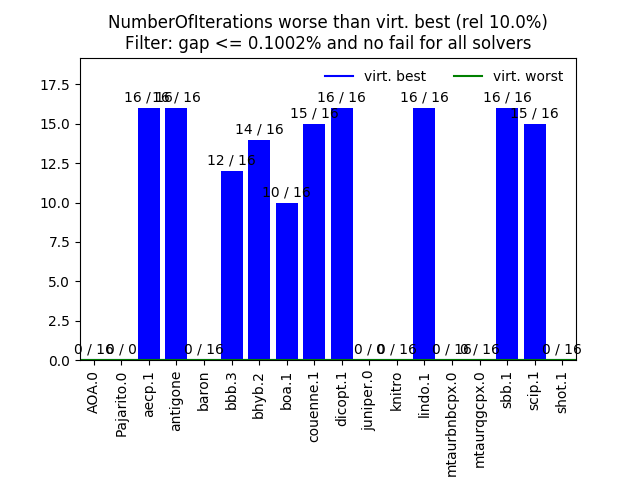 NumberOfIterations worse than virt. best (rel 10.0%)
Filter: gap <= 0.1002% and no fail for all solvers
virt. best
virt. worst
17.5
15.0
12.5
10.0
7.5
5.0
2.5
0.0
0 / 16
0 / 0
16 / 16
16 / 16
0 / 16
12 / 16
14 / 16
10 / 16
15 / 16
16 / 16
0 / 0
0 / 16
16 / 16
0 / 16
0 / 16
16 / 16
15 / 16
0 / 16
AOA.0
Pajarito.0
aecp.1
antigone
baron
bbb.3
bhyb.2
boa.1
couenne.1
dicopt.1
juniper.0
knitro
lindo.1
mtaurbnbcpx.0
mtaurqgcpx.0
sbb.1
scip.1
shot.1